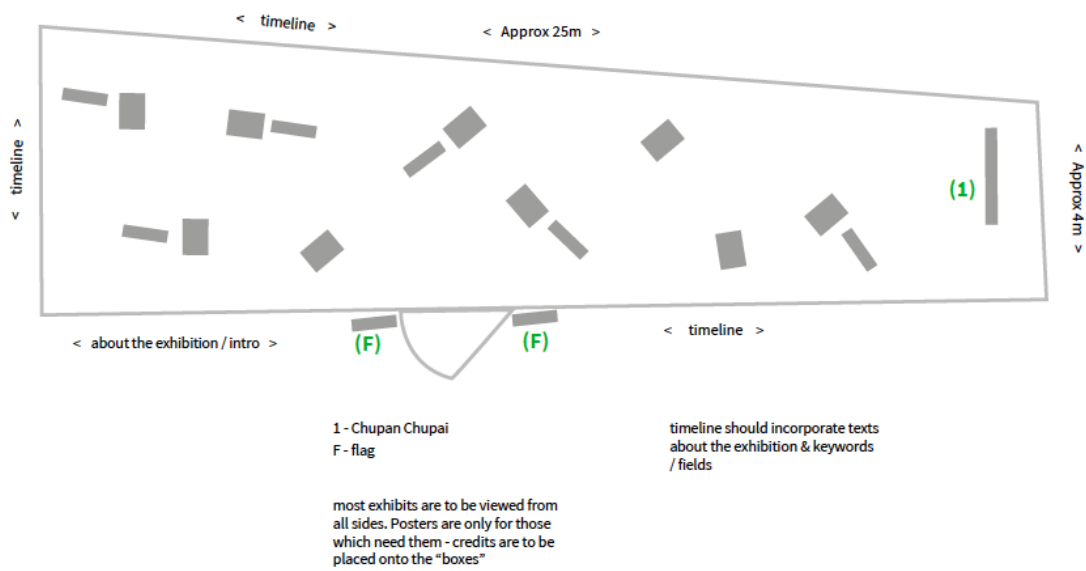 < timeline >
< Approx 25m >
< timeline >
< Approx 4m >
(1)
< about the exhibition / intro >
(F)
(F)
< timeline >
1 - Chupan Chupai
F - flag
timeline should incorporate texts
about the exhibition & keywords
/ fields
most exhibits are to be viewed from
all sides. Posters are only for those
which need them - credits are to be
placed onto the “boxes”